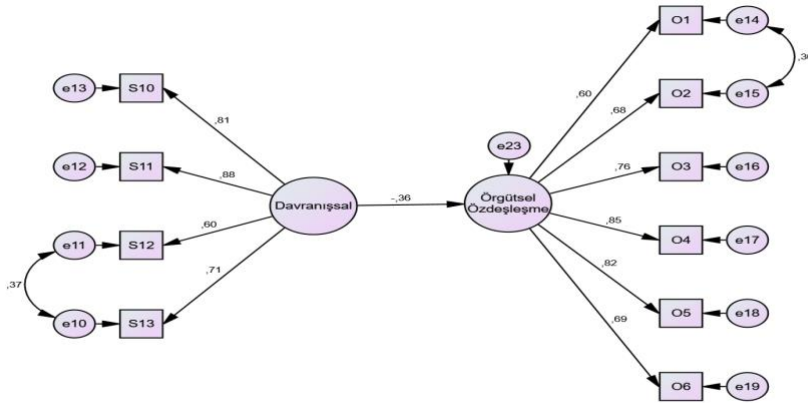 O1
e14
,60
e13
S10
O2
e15
,81
,68
e23
e12
S11
O3
e16
,76
,88
Davranışsal
-,36
Örgütsel
Özdeşleşme
,60
,85
e11
S12
O4
e17
,71
,82
,37
e10
S13
O5
e18
,69
O6
e19